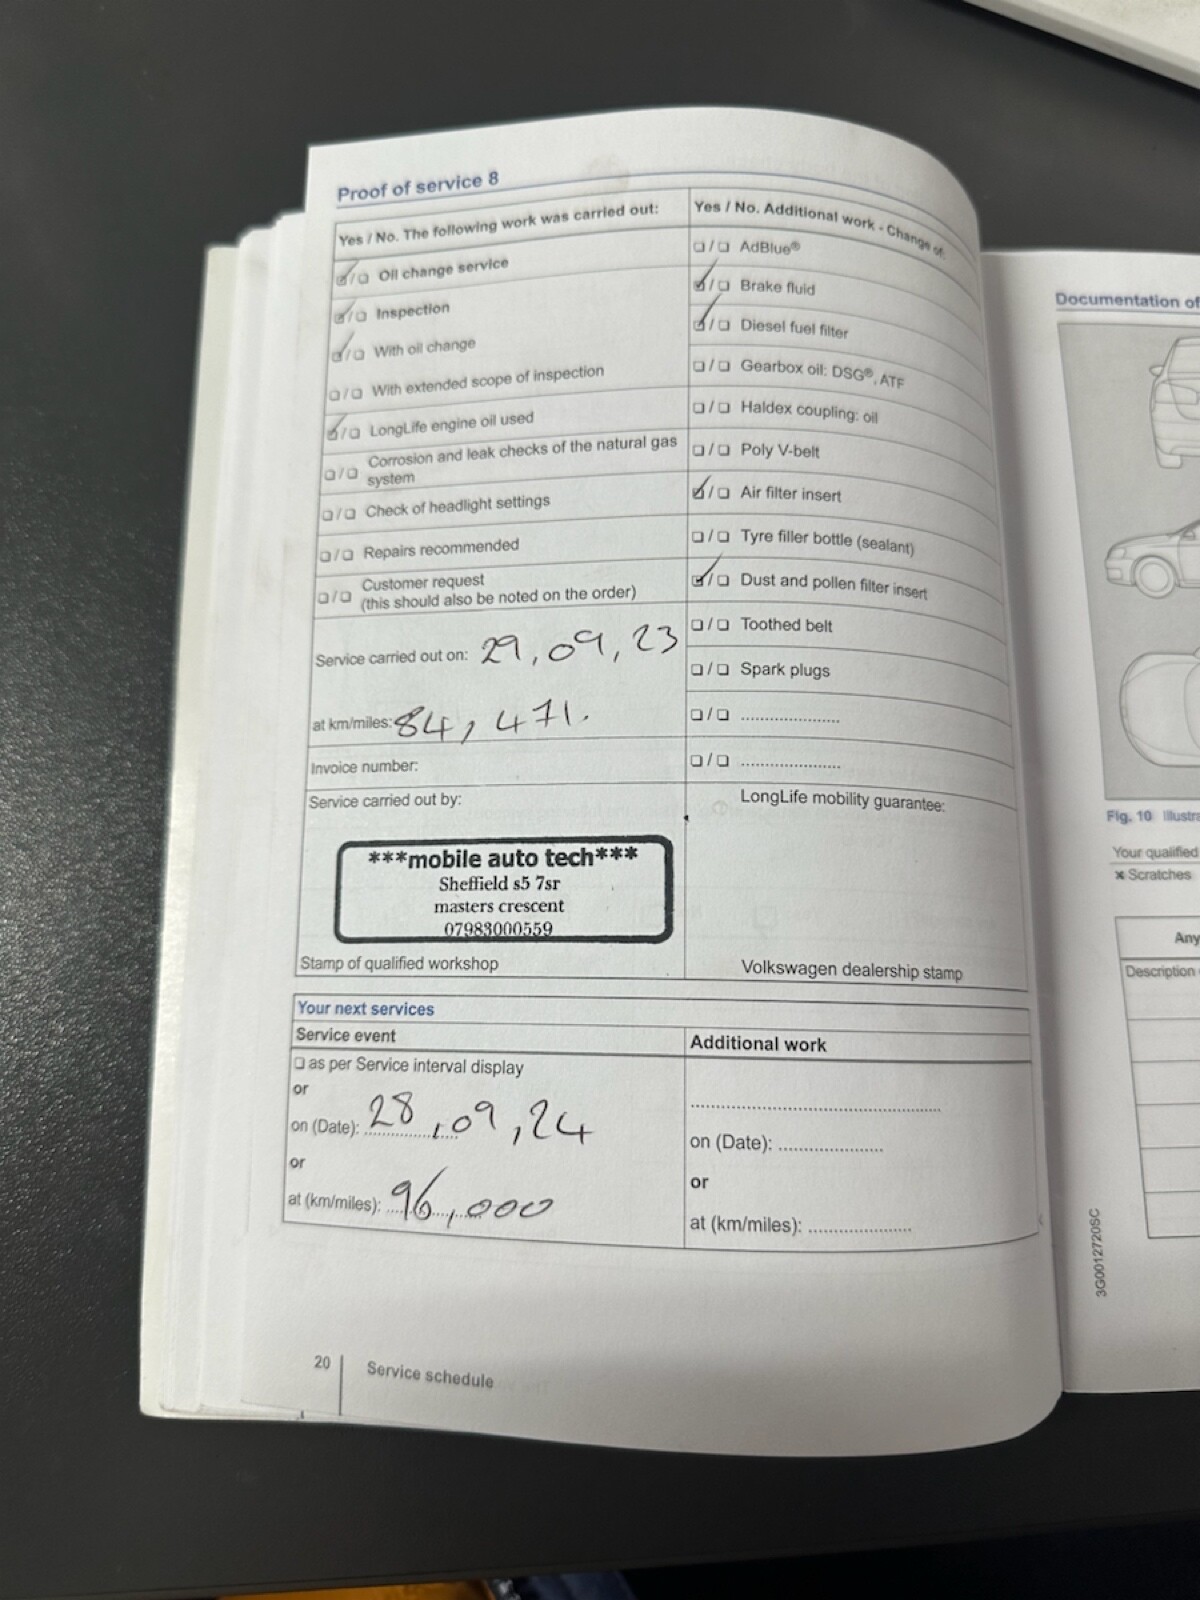 Proof of service 8
Yes / No. The following work was carried out:
☑/☐ Oil change service
☑/☐ Inspection
☑/☐ With oil change
☐/☐ With extended scope of inspection
☑/☐ LongLife engine oil used
☐/☐ Corrosion and leak checks of the natural gas
system
☐/☐ Check of headlight settings
☐/☐ Repairs recommended
☐/☐ Customer request
(this should also be noted on the order)
Service carried out on: 29,09,23
at km/miles: 84,471.
Invoice number:
Service carried out by:
***mobile auto tech***
Sheffield s5 7sr
masters crescent
07983000559
Stamp of qualified workshop
Yes / No. Additional work - Change of:
☐/☐ AdBlue®
☑/☐ Brake fluid
☑/☐ Diesel fuel filter
☐/☐ Gearbox oil: DSG®, ATF
☐/☐ Haldex coupling: oil
☐/☐ Poly V-belt
☑/☐ Air filter insert
☐/☐ Tyre filler bottle (sealant)
☑/☐ Dust and pollen filter insert
☐/☐ Toothed belt
☐/☐ Spark plugs
☐/☐ ......................
☐/☐ ......................
LongLife mobility guarantee:
Volkswagen dealership stamp
Your next services
Service event
☐ as per Service interval display
or
on (Date): 28,09,24
or
at (km/miles): 96,000
Additional work
......................................................
on (Date): ......................
or
at (km/miles): ......................
20 Service schedule
Documentation of
Fig. 10 Illustra
Your qualified
× Scratches
Any
Description
3G0012720SC